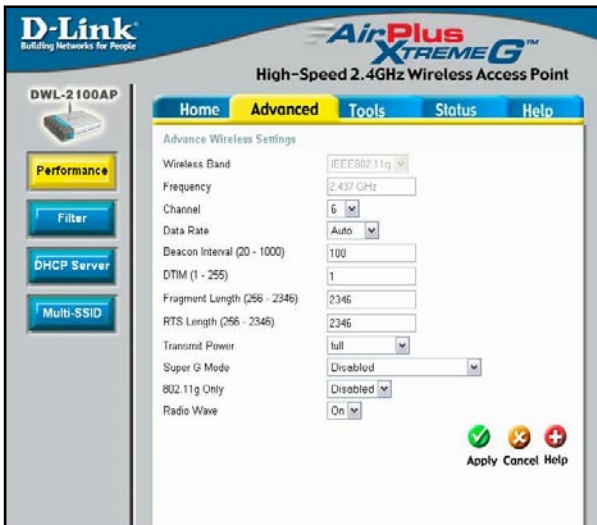 D-Link
Building Networks for People
AirPlus
XTREME G™
High-Speed 2.4GHz Wireless Access Point
DWL-2100AP
Home Advanced Tools Status Help
Performance
Filter
DHCP Server
Multi-SSID
Advance Wireless Settings
Wireless Band IEEE802.11g
Frequency 2.437 GHz
Channel 6
Data Rate Auto
Beacon Interval (20 - 1000) 100
DTIM (1 - 255) 1
Fragment Length (256 - 2346) 2346
RTS Length (256 - 2346) 2346
Transmit Power full
Super G Mode Disabled
802.11g Only Disabled
Radio Wave On
Apply Cancel Help